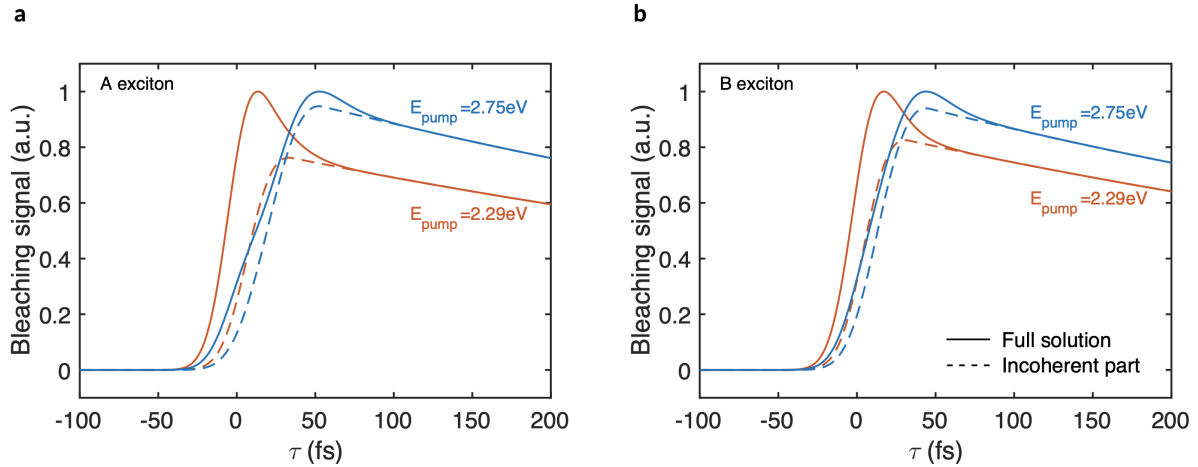 a
A exciton
Bleaching signal (a.u.)
1
0.8
0.6
0.4
0.2
0
E_pump=2.75eV
E_pump=2.29eV
-100 -50 0 50 100 150 200
τ (fs)
b
B exciton
Bleaching signal (a.u.)
1
0.8
0.6
0.4
0.2
0
E_pump=2.75eV
E_pump=2.29eV
Full solution
Incoherent part
-100 -50 0 50 100 150 200
τ (fs)